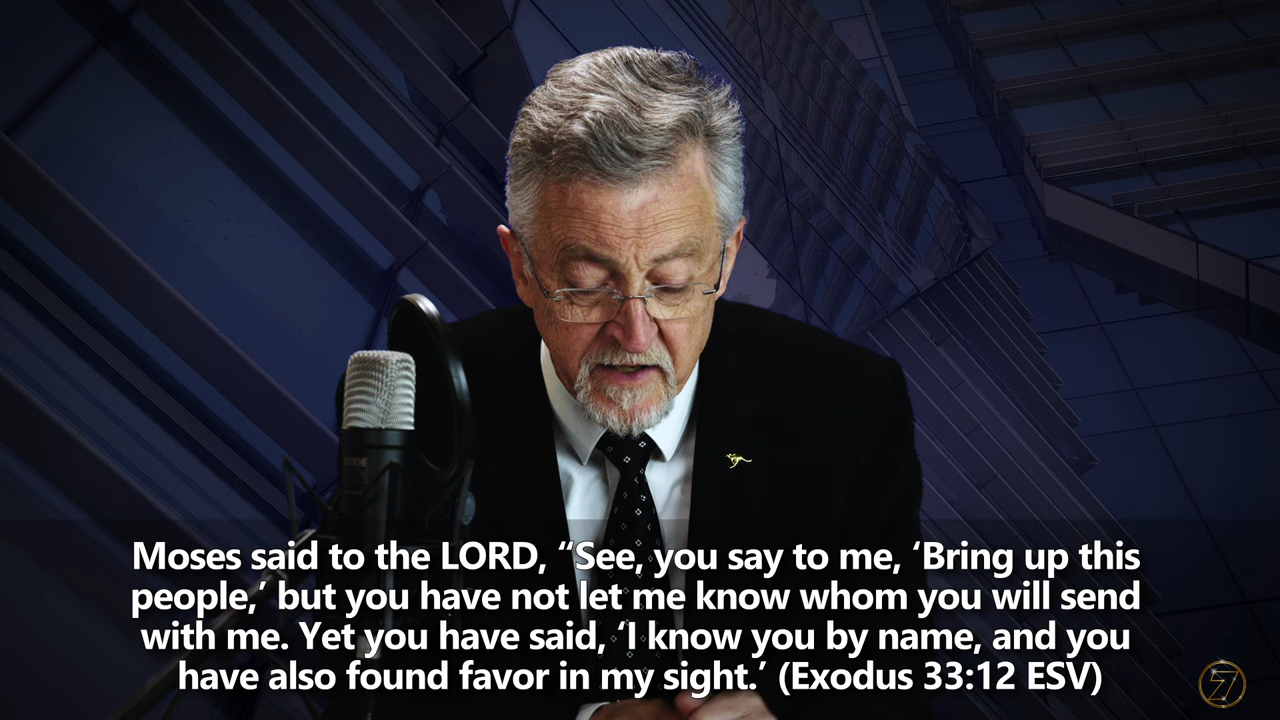 Moses said to the LORD, “See, you say to me, ‘Bring up this
people,’ but you have not let me know whom you will send
with me. Yet you have said, ‘I know you by name, and you
have also found favor in my sight.’ (Exodus 33:12 ESV)